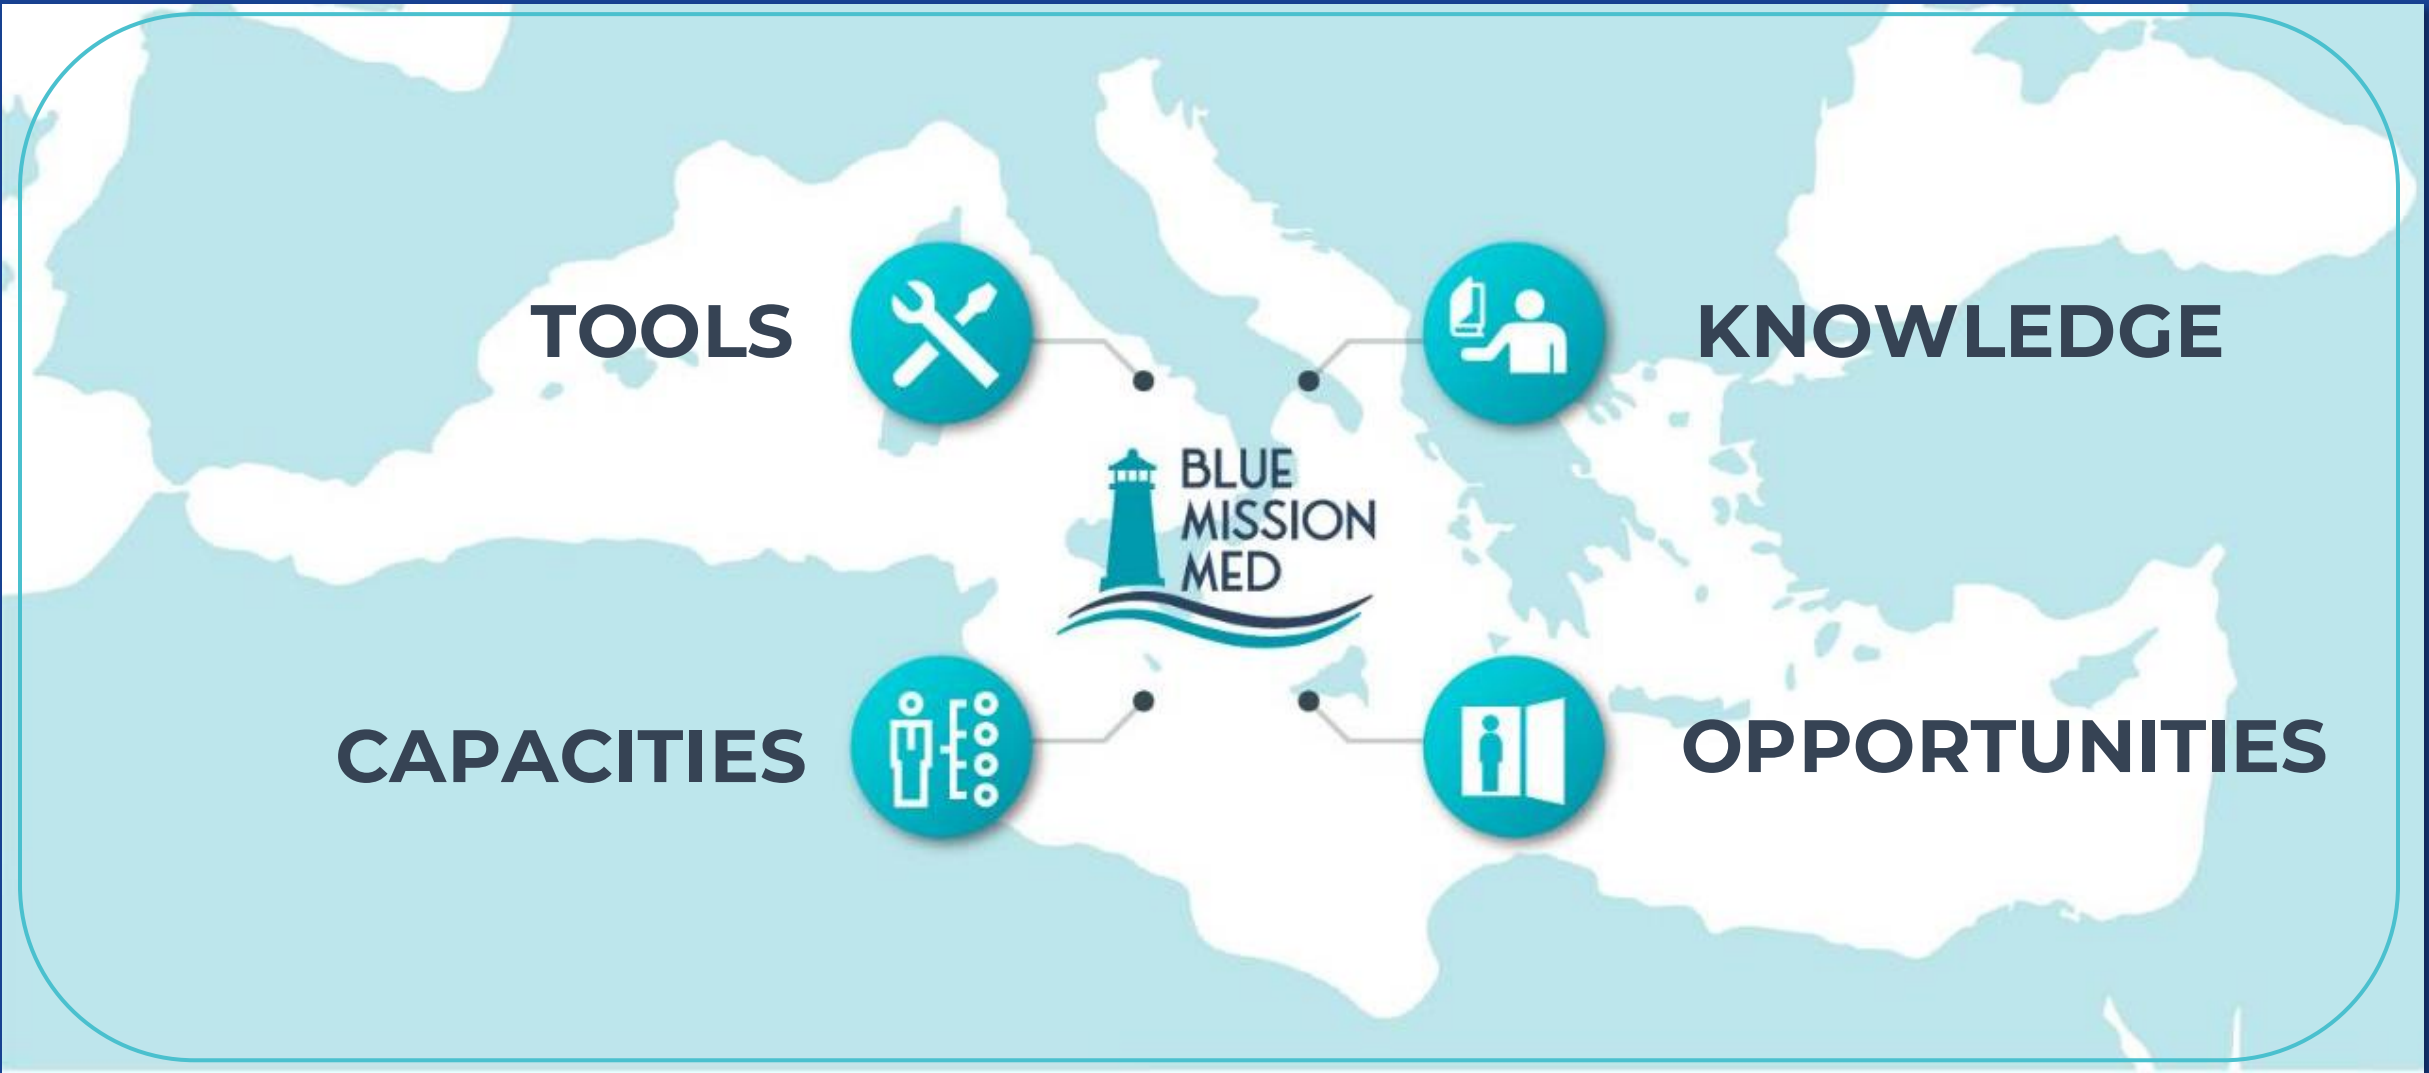 TOOLS
KNOWLEDGE
BLUE
MISSION
MED
CAPACITIES
OPPORTUNITIES